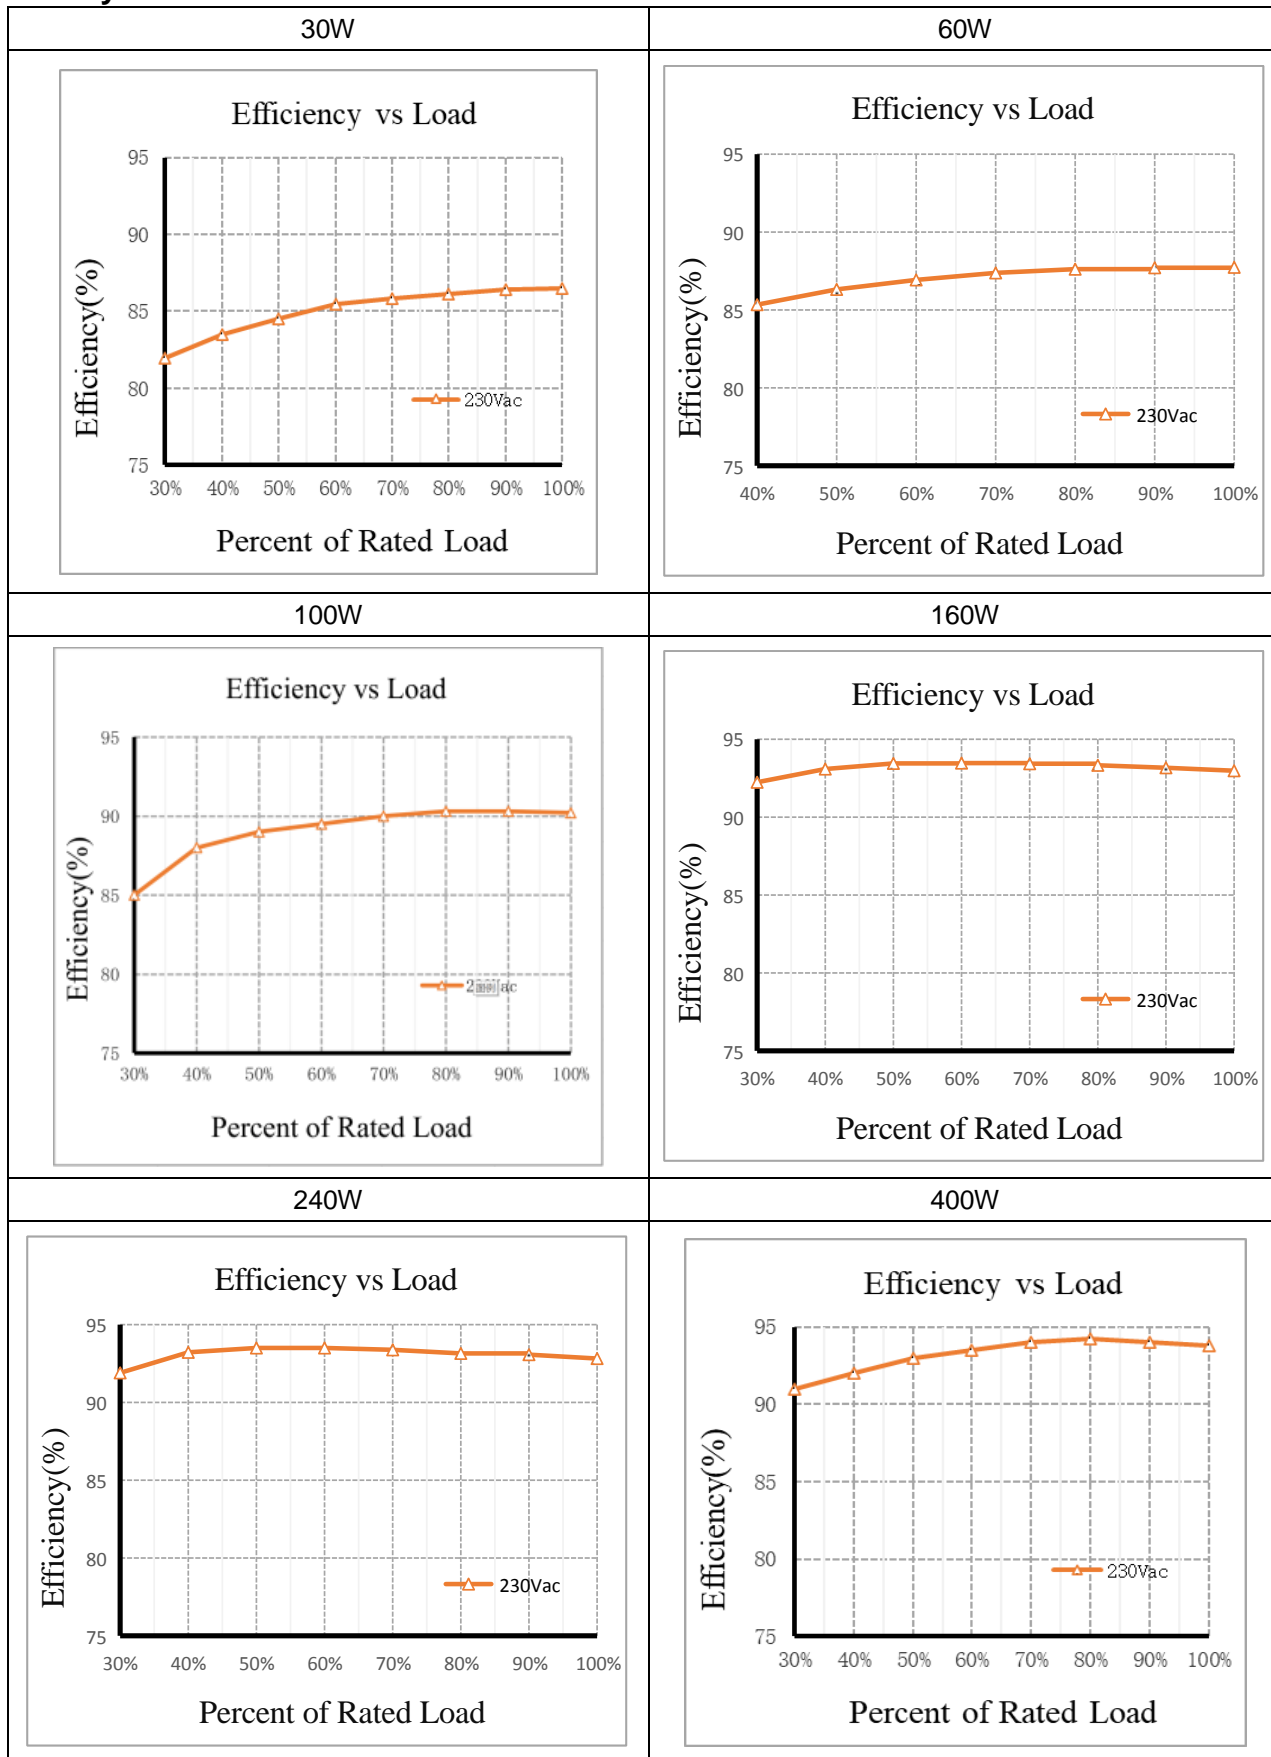 30W
60W
Efficiency vs Load
95
90
85
80
75
Efficiency(%)
230Vac
30% 40% 50% 60% 70% 80% 90% 100%
Percent of Rated Load
Efficiency vs Load
95
90
85
80
75
Efficiency(%)
230Vac
40% 50% 60% 70% 80% 90% 100%
Percent of Rated Load
100W
160W
Efficiency vs Load
95
90
85
80
75
Efficiency(%)
30% 40% 50% 60% 70% 80% 90% 100%
Percent of Rated Load
Efficiency vs Load
95
90
85
80
75
Efficiency(%)
230Vac
30% 40% 50% 60% 70% 80% 90% 100%
Percent of Rated Load
240W
400W
Efficiency vs Load
95
90
85
80
75
Efficiency(%)
230Vac
30% 40% 50% 60% 70% 80% 90% 100%
Percent of Rated Load
Efficiency vs Load
95
90
85
80
75
Efficiency(%)
230Vac
30% 40% 50% 60% 70% 80% 90% 100%
Percent of Rated Load